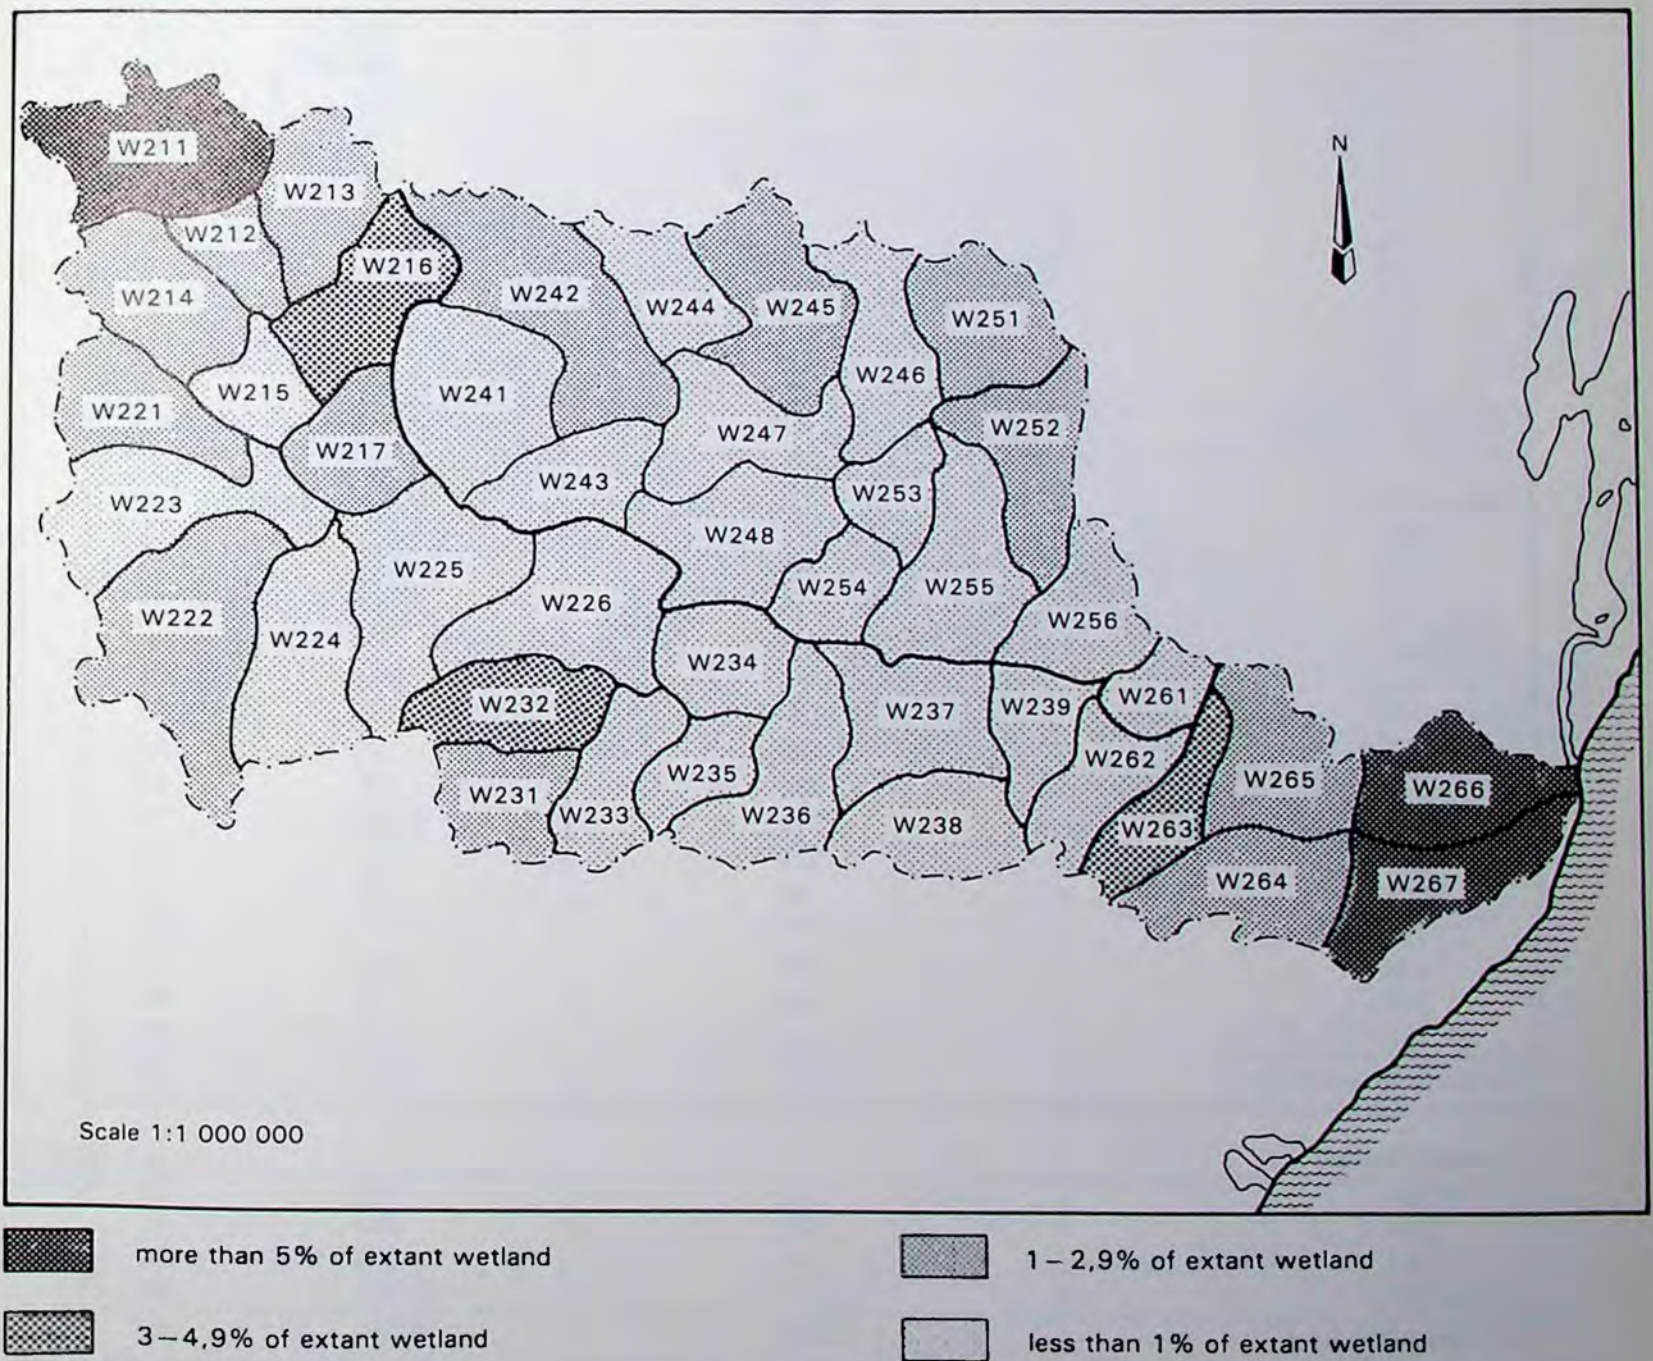 N
W211
W213
W212
W216
W214
W242
W244
W245
W251
W215
W241
W246
W221
W217
W247
W252
W223
W243
W253
W248
W225
W254
W255
W222
W226
W256
W224
W234
W232
W237
W239
W261
W235
W262
W231
W265
W266
W233
W236
W238
W263
W264
W267
Scale 1:1 000 000
more than 5% of extant wetland
1–2,9% of extant wetland
3–4,9% of extant wetland
less than 1% of extant wetland